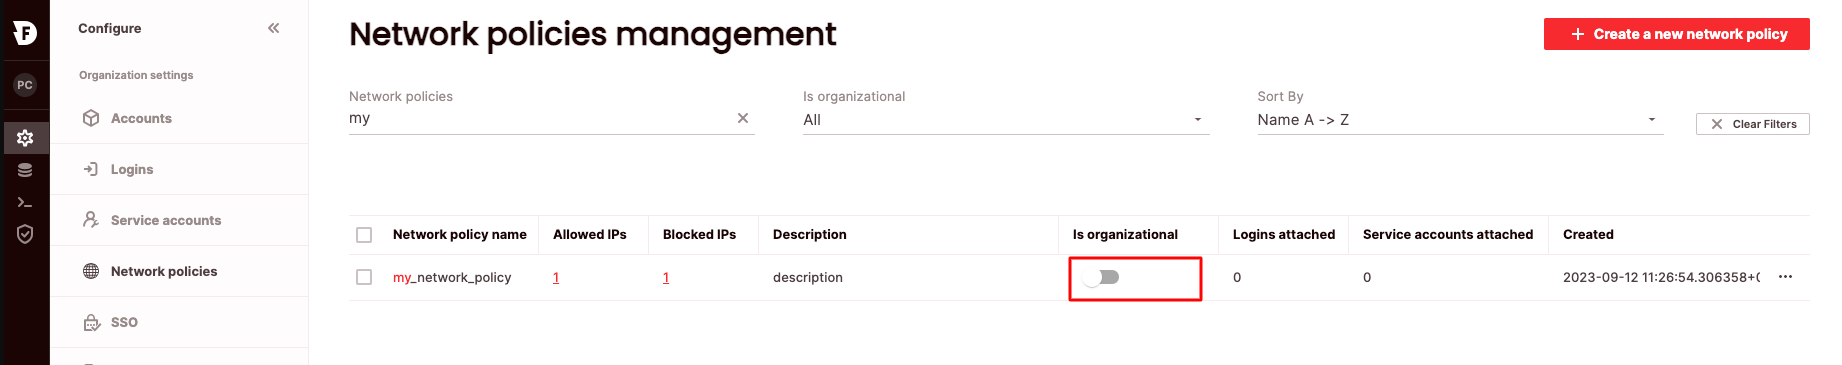 F
PC
Configure
Organization settings
Accounts
Logins
Service accounts
Network policies
SSO
Network policies management
+ Create a new network policy
Network policies
my
Is organizational
All
Sort By
Name A -> Z
Clear Filters
Network policy name Allowed IPs Blocked IPs Description Is organizational Logins attached Service accounts attached Created
my_network_policy 1 1 description 0 0 2023-09-12 11:26:54.306358+ ...